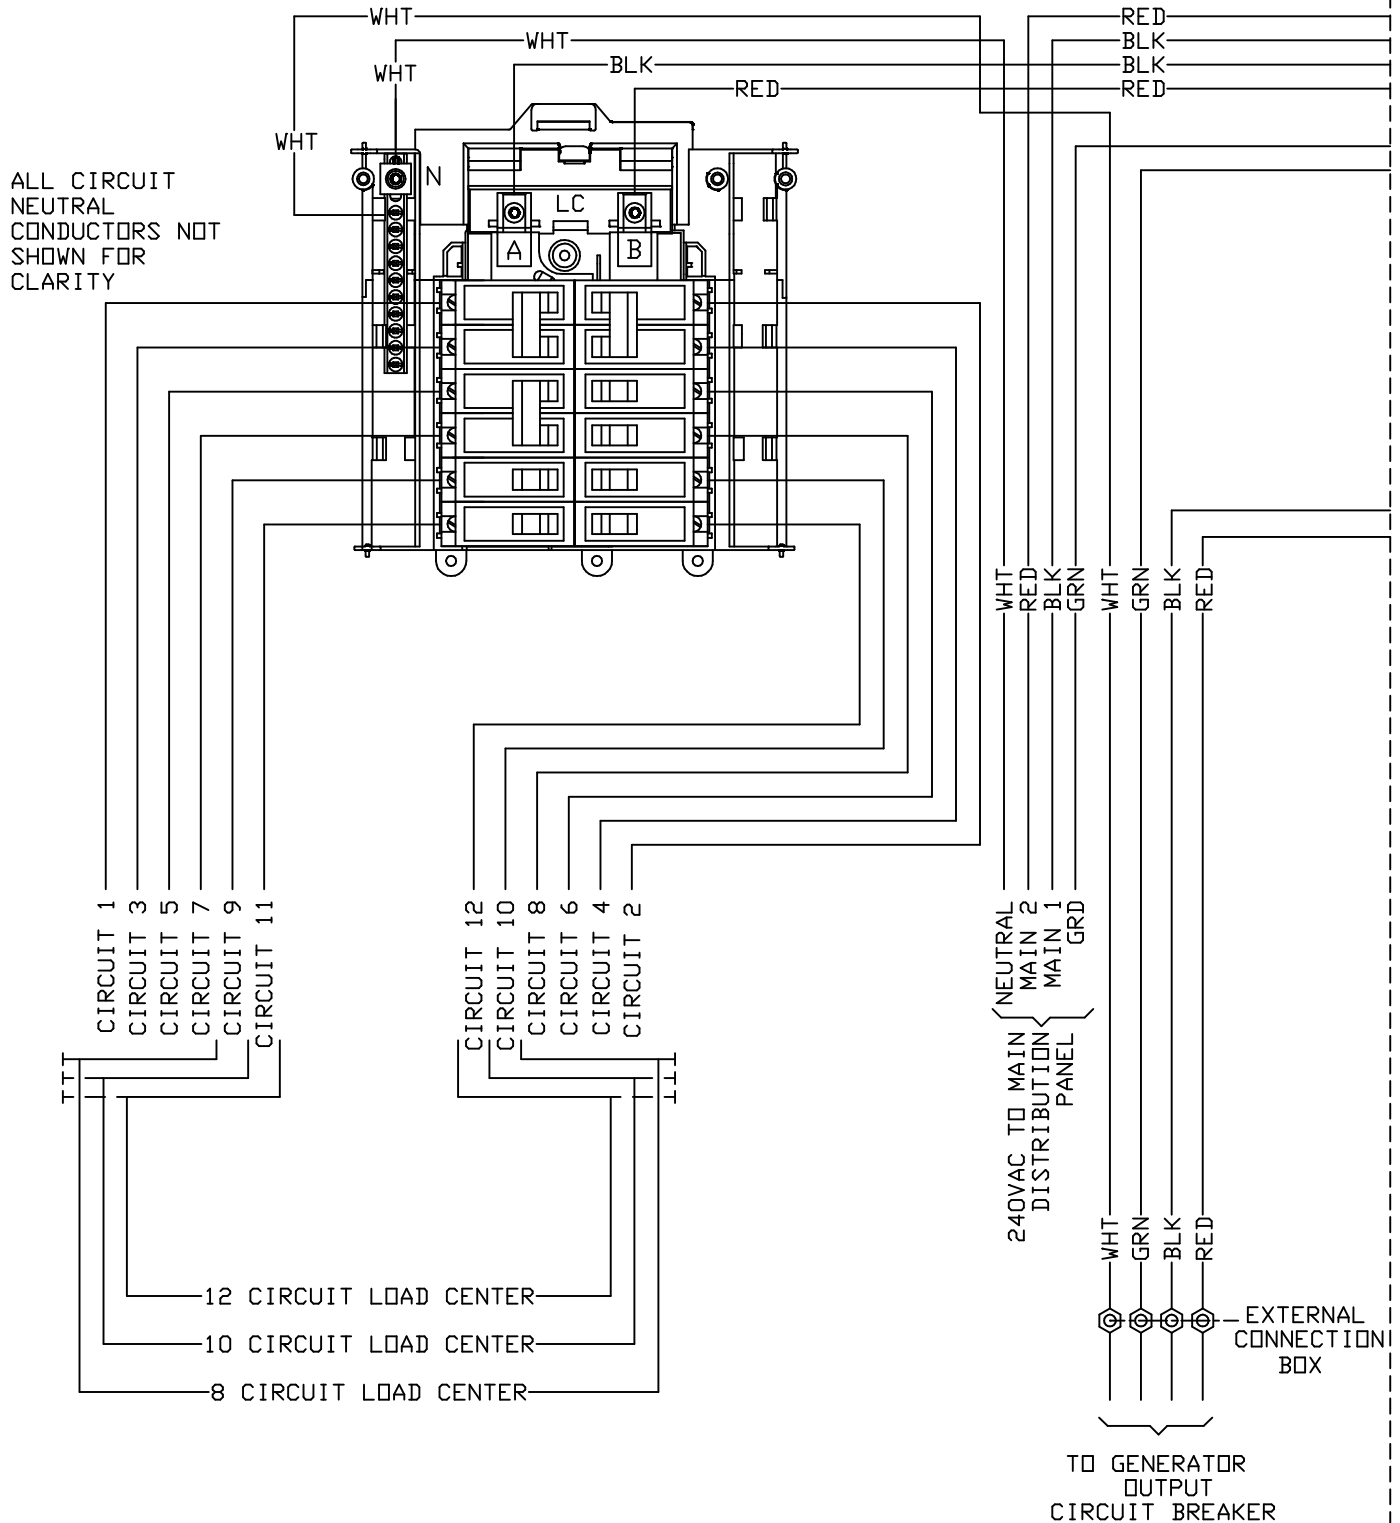 WHT
RED
WHT
BLK
WHT
BLK
BLK
RED
RED
WHT
ALL CIRCUIT
NEUTRAL
CONDUCTORS NOT
SHOWN FOR
CLARITY
N
LC
A
B
WHT
RED
BLK
GRN
WHT
GRN
BLK
RED
CIRCUIT 1
CIRCUIT 3
CIRCUIT 5
CIRCUIT 7
CIRCUIT 9
CIRCUIT 11
CIRCUIT 12
CIRCUIT 10
CIRCUIT 8
CIRCUIT 6
CIRCUIT 4
CIRCUIT 2
NEUTRAL
MAIN 2
MAIN 1
GRD
240VAC TO MAIN
DISTRIBUTION
PANEL
WHT
GRN
BLK
RED
12 CIRCUIT LOAD CENTER
10 CIRCUIT LOAD CENTER
8 CIRCUIT LOAD CENTER
EXTERNAL
CONNECTION
BOX
TO GENERATOR
OUTPUT
CIRCUIT BREAKER